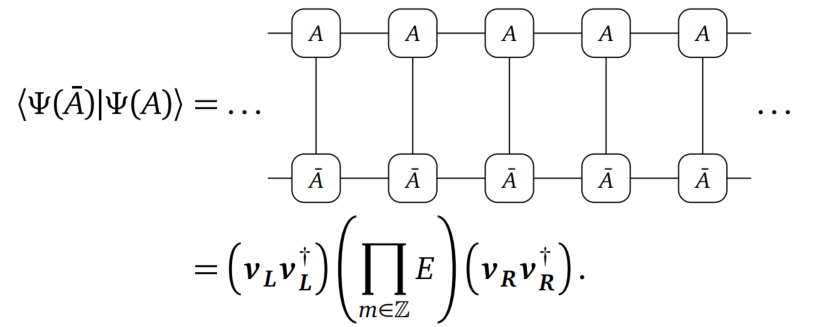 A A A A A
⟨Ψ(Ā)|Ψ(A)⟩ = ... ...
Ā Ā Ā Ā Ā
= (𝒗_L 𝒗_L^†) (∏_{m∈ℤ} E) (𝒗_R 𝒗_R^†).